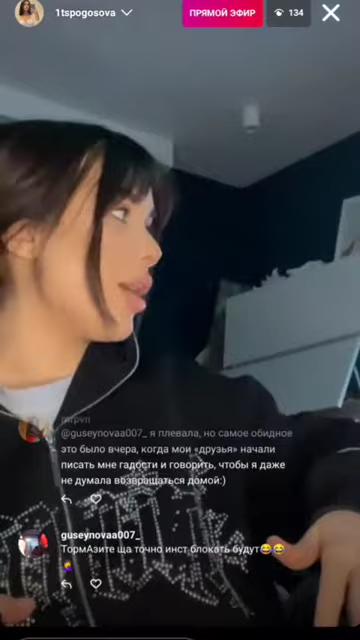 1tspogosova
ПРЯМОЙ ЭФИР
134
@guseynovaa007_ я плевала, но самое обидное
это было вчера, когда мои «друзья» начали
писать мне гадости и говорить, чтобы я даже
не думала возвращаться домой:)
guseynovaa007_
ТормАзите ща точно инст блокать будут😂😂
🤦‍♀️